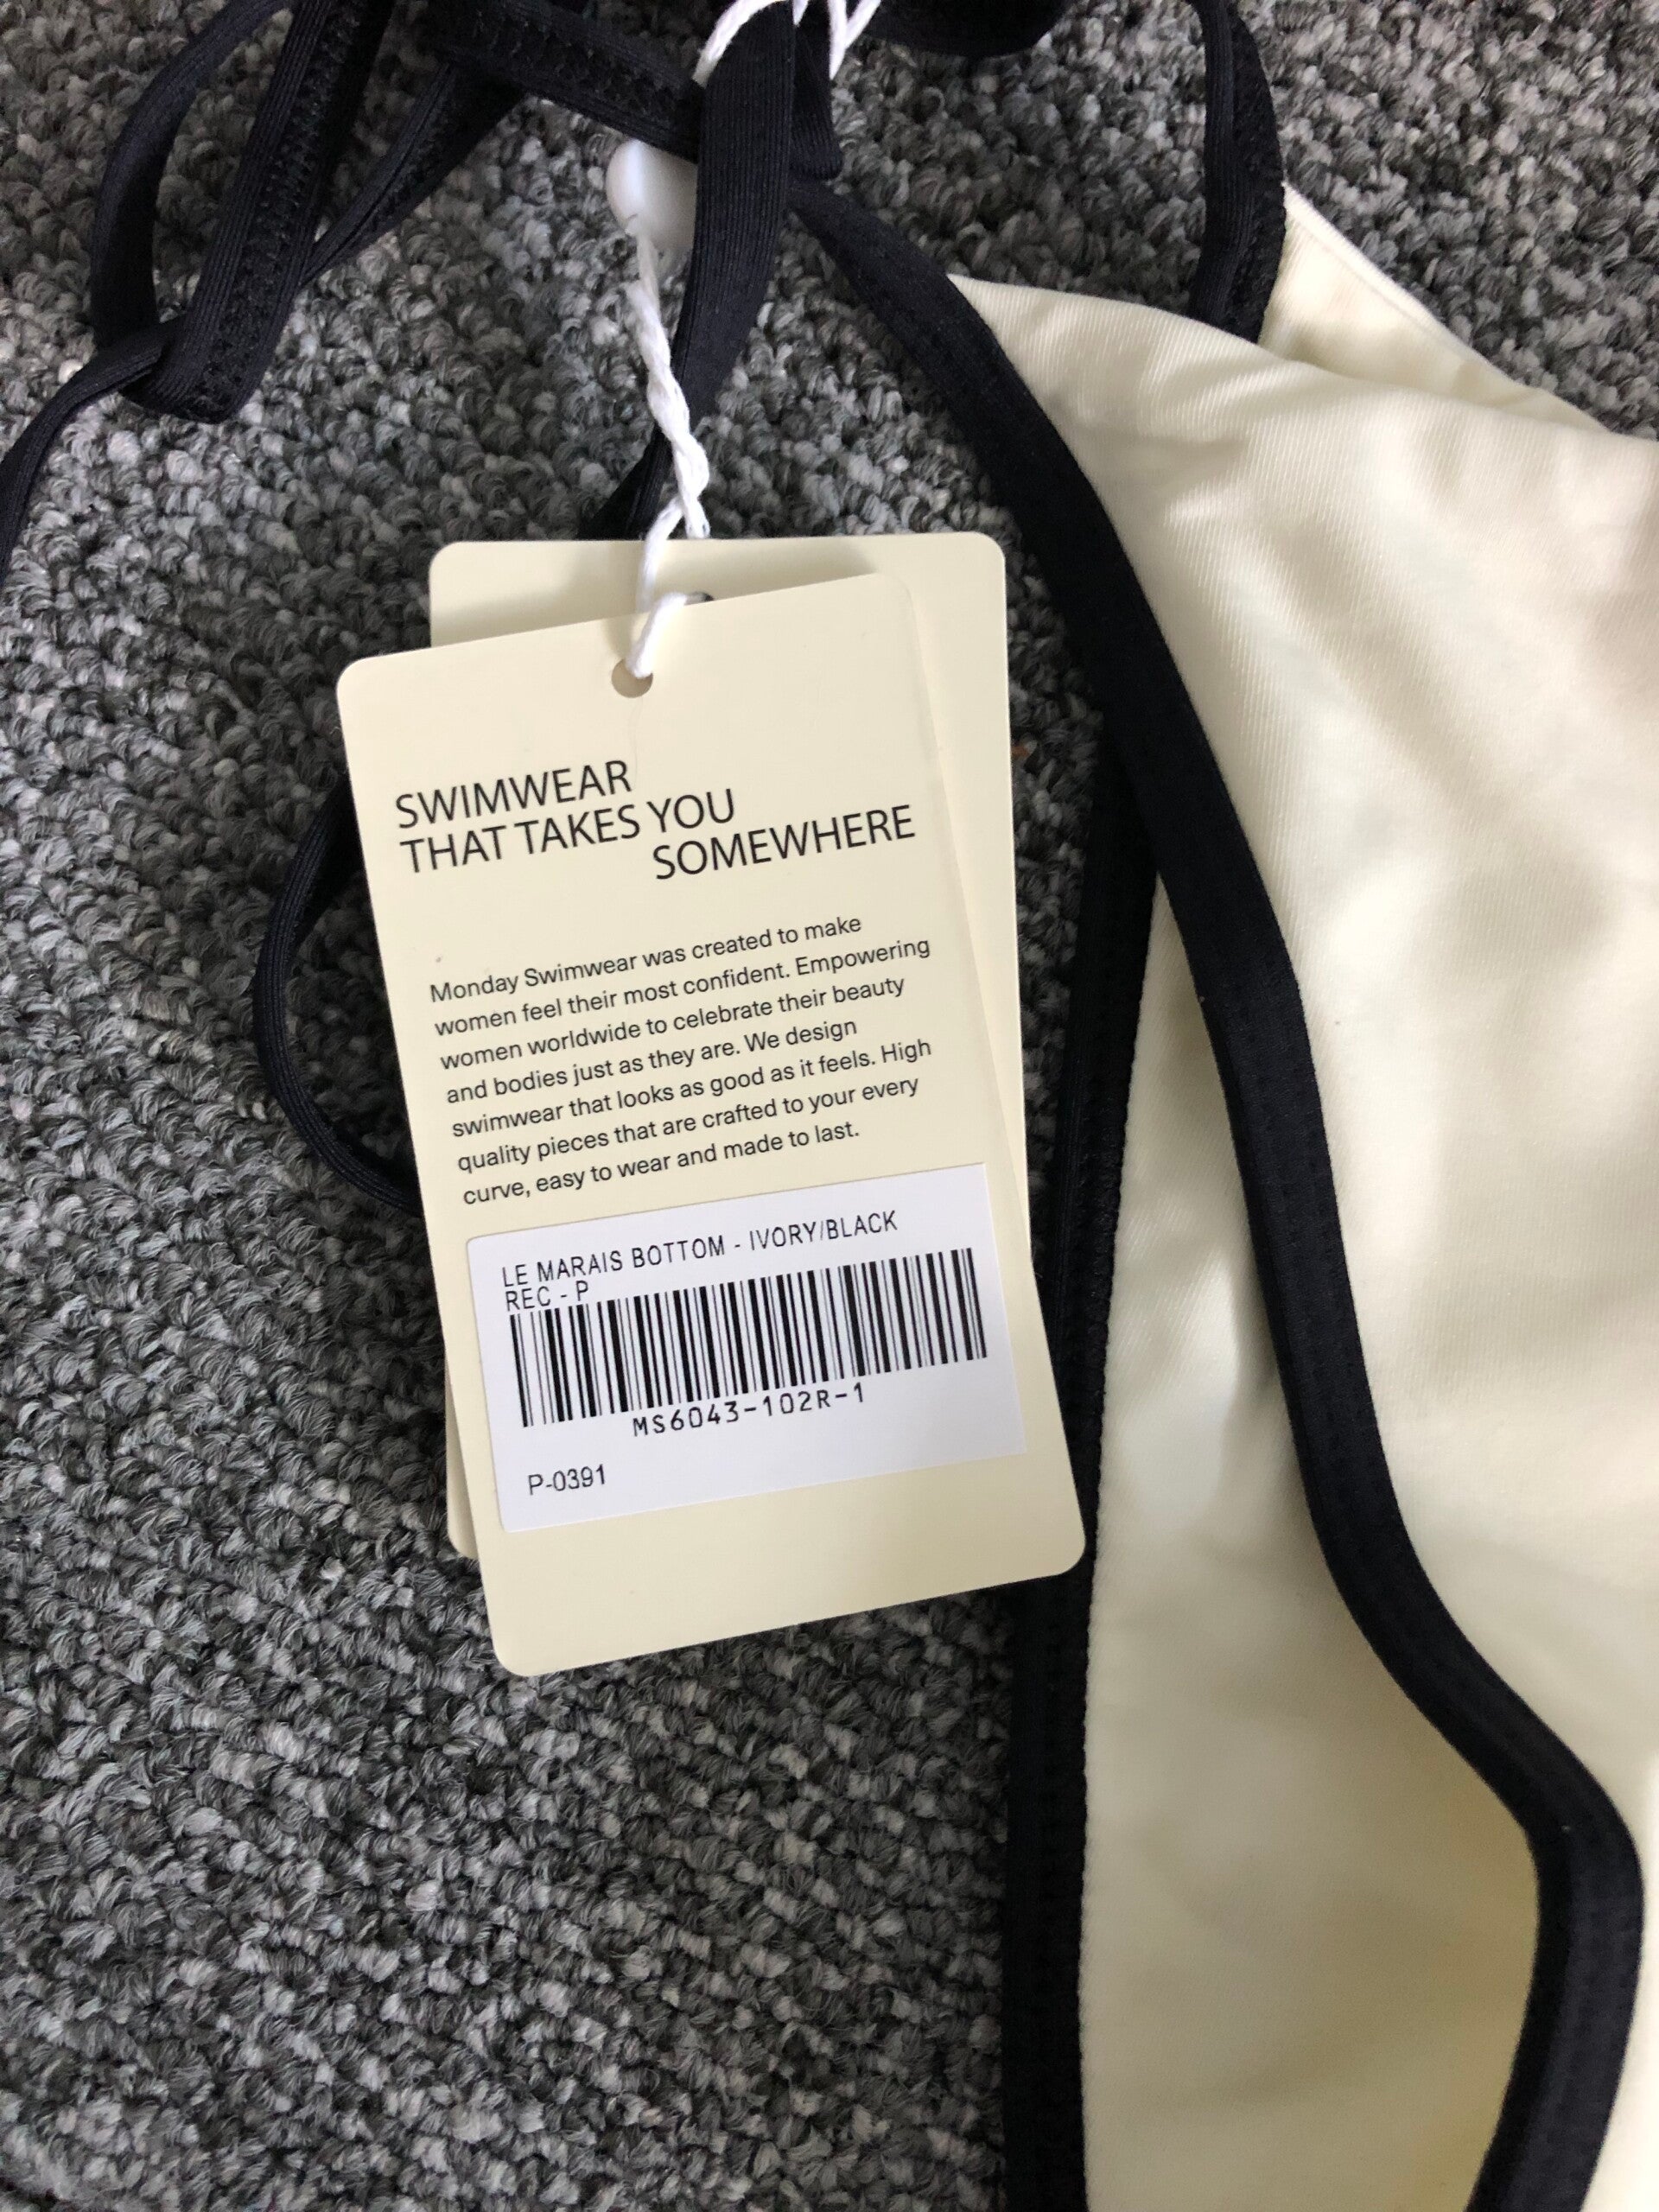 SWIMWEAR
THAT TAKES YOU
SOMEWHERE
Monday Swimwear was created to make
women feel their most confident. Empowering
women worldwide to celebrate their beauty
and bodies just as they are. We design
swimwear that looks as good as it feels. High
quality pieces that are crafted to your every
curve, easy to wear and made to last.
LE MARAIS BOTTOM - IVORY/BLACK
REC - P
MS6043-102R-1
P-0391